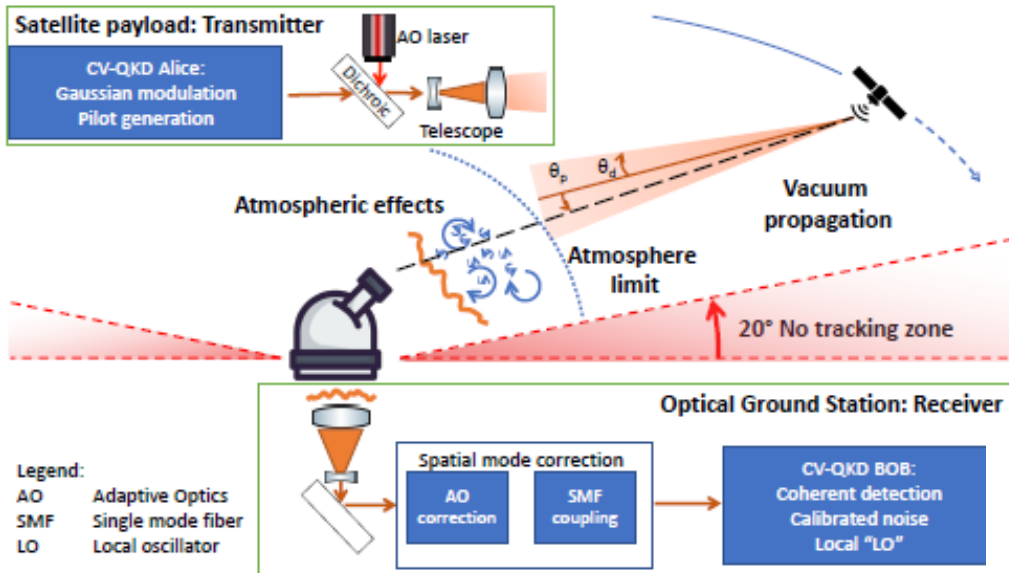 Satellite payload: Transmitter
CV-QKD Alice:
Gaussian modulation
Pilot generation
AO laser
Dichroic
Telescope
θp
θd
Vacuum
propagation
Atmospheric effects
Atmosphere
limit
20° No tracking zone
Optical Ground Station: Receiver
Spatial mode correction
AO
correction
SMF
coupling
CV-QKD BOB:
Coherent detection
Calibrated noise
Local "LO"
Legend:
AO Adaptive Optics
SMF Single mode fiber
LO Local oscillator